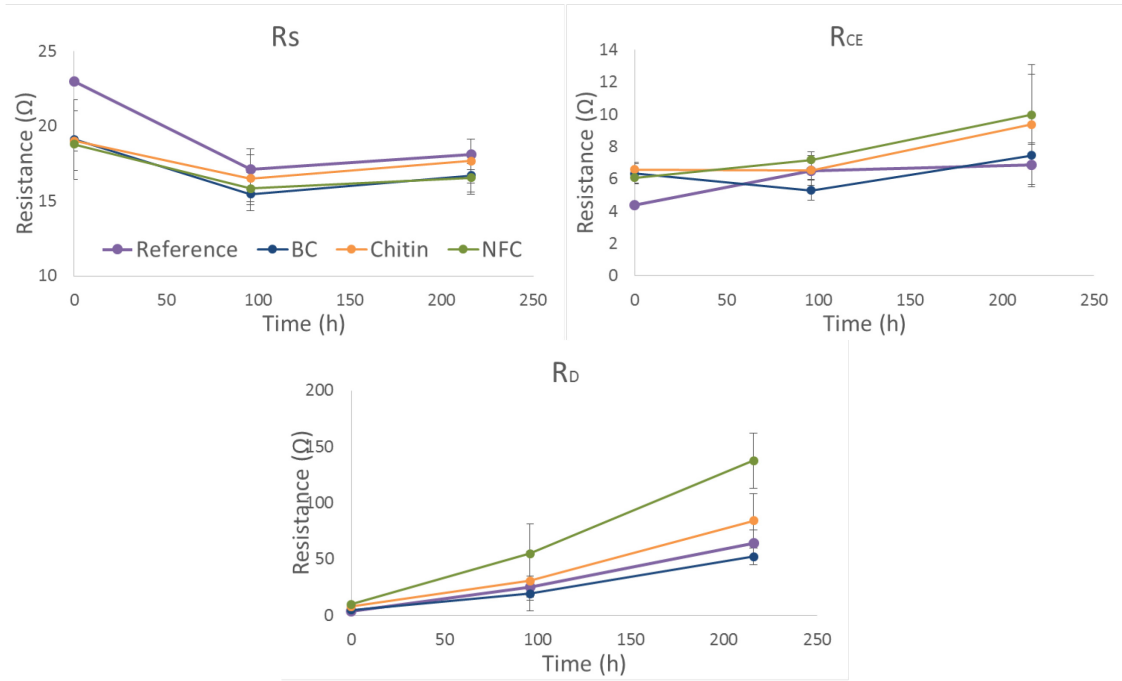 Rs
Resistance (Ω)
25
20
15
10
Reference BC Chitin NFC
0 50 100 150 200 250
Time (h)
RCE
Resistance (Ω)
14
12
10
8
6
4
2
0
0 50 100 150 200 250
Time (h)
RD
Resistance (Ω)
200
150
100
50
0
0 50 100 150 200 250
Time (h)